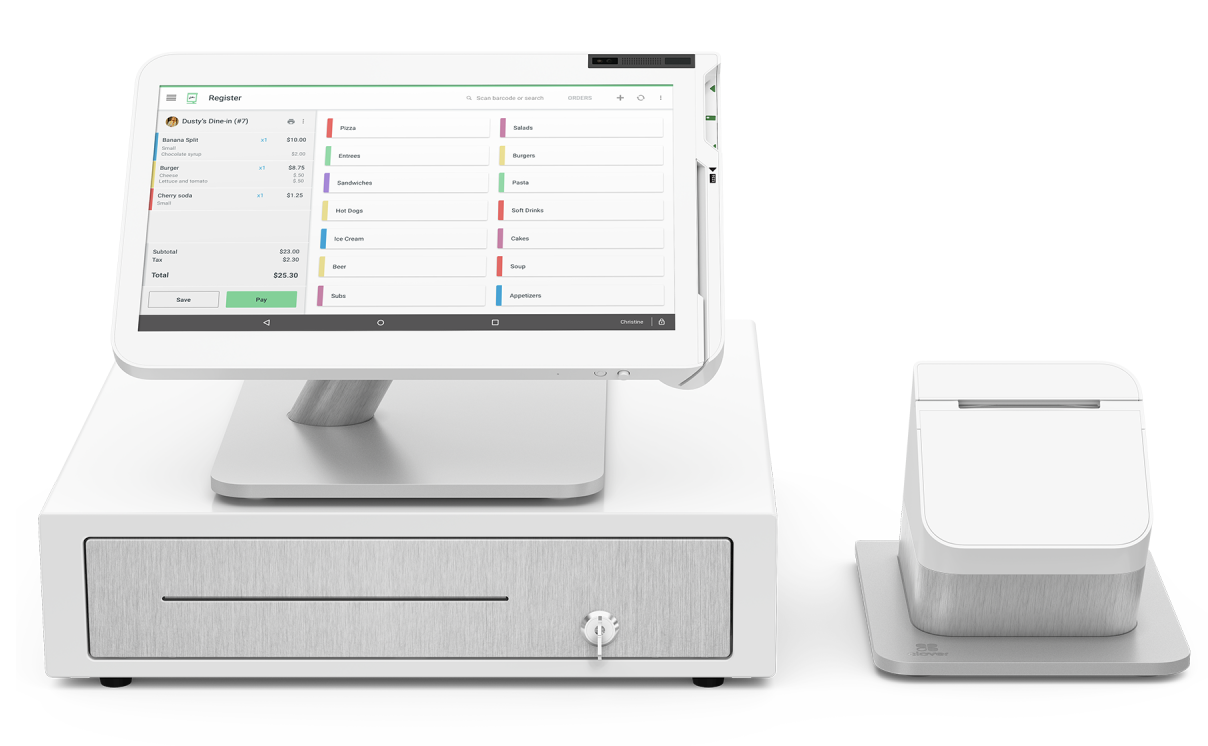 Register
Scan barcode or search
ORDERS
Dusty's Dine-in (#7)
Banana Split x1 $10.00
Small
Chocolate syrup $2.00
Burger x1 $8.75
Cheese $.50
Lettuce and tomato $.50
Cherry soda x1 $1.25
Small
Subtotal $23.00
Tax $2.30
Total $25.30
Save
Pay
Pizza
Salads
Entrees
Burgers
Sandwiches
Pasta
Hot Dogs
Soft Drinks
Ice Cream
Cakes
Beer
Soup
Subs
Appetizers
Christine
clover